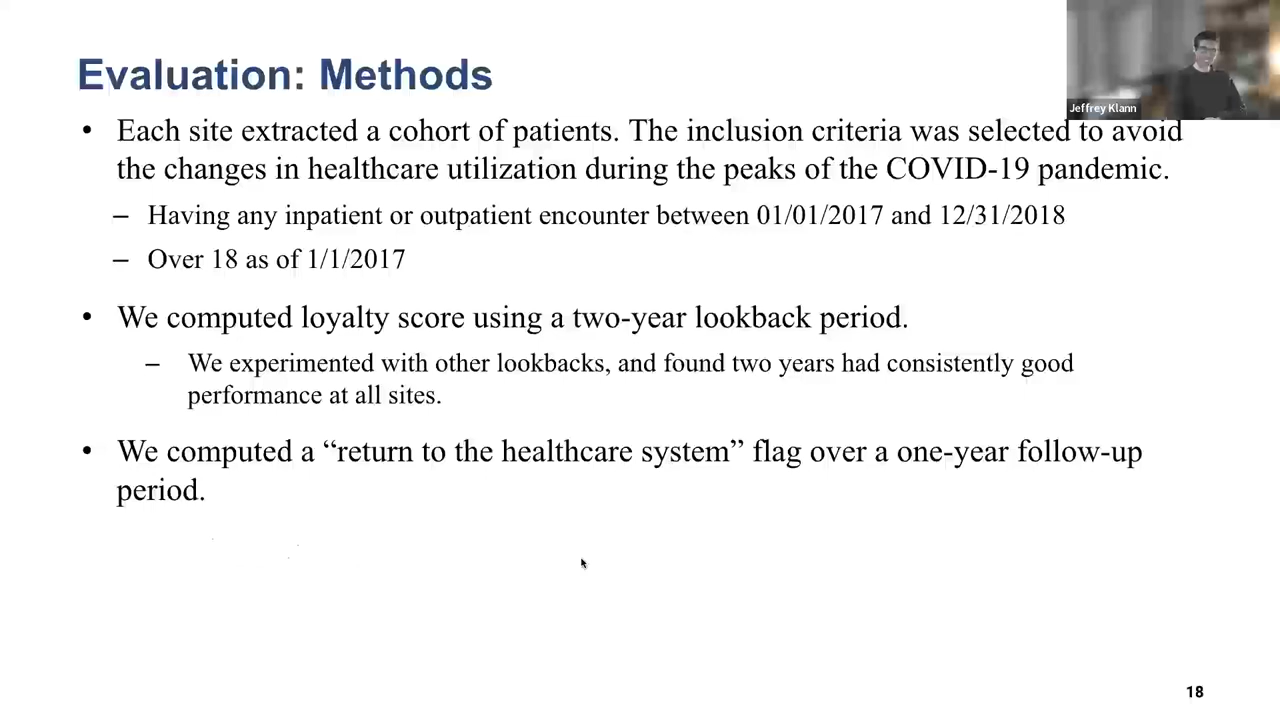 Evaluation: Methods
Jeffrey Klann
• Each site extracted a cohort of patients. The inclusion criteria was selected to avoid
the changes in healthcare utilization during the peaks of the COVID-19 pandemic.
– Having any inpatient or outpatient encounter between 01/01/2017 and 12/31/2018
– Over 18 as of 1/1/2017
• We computed loyalty score using a two-year lookback period.
– We experimented with other lookbacks, and found two years had consistently good
performance at all sites.
• We computed a “return to the healthcare system” flag over a one-year follow-up
period.
18